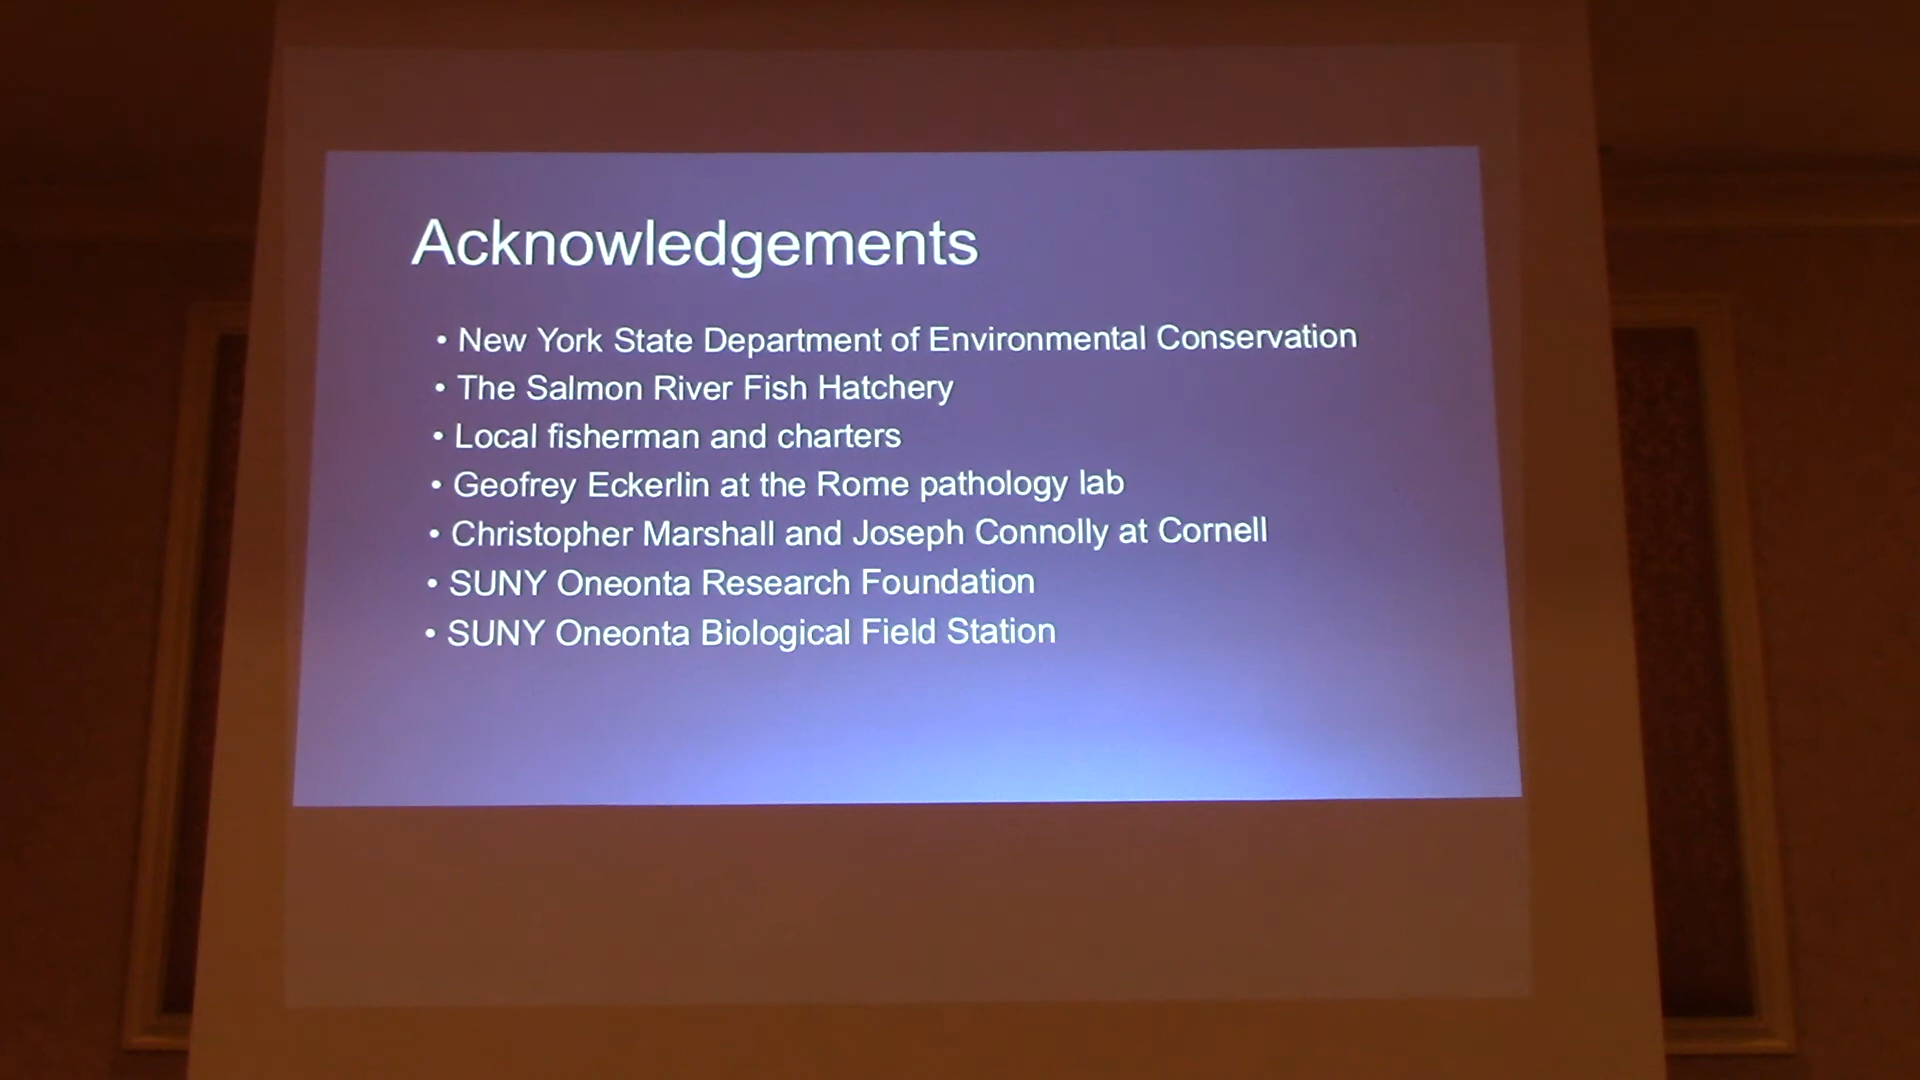 Acknowledgements
• New York State Department of Environmental Conservation
• The Salmon River Fish Hatchery
• Local fisherman and charters
• Geofrey Eckerlin at the Rome pathology lab
• Christopher Marshall and Joseph Connolly at Cornell
• SUNY Oneonta Research Foundation
• SUNY Oneonta Biological Field Station